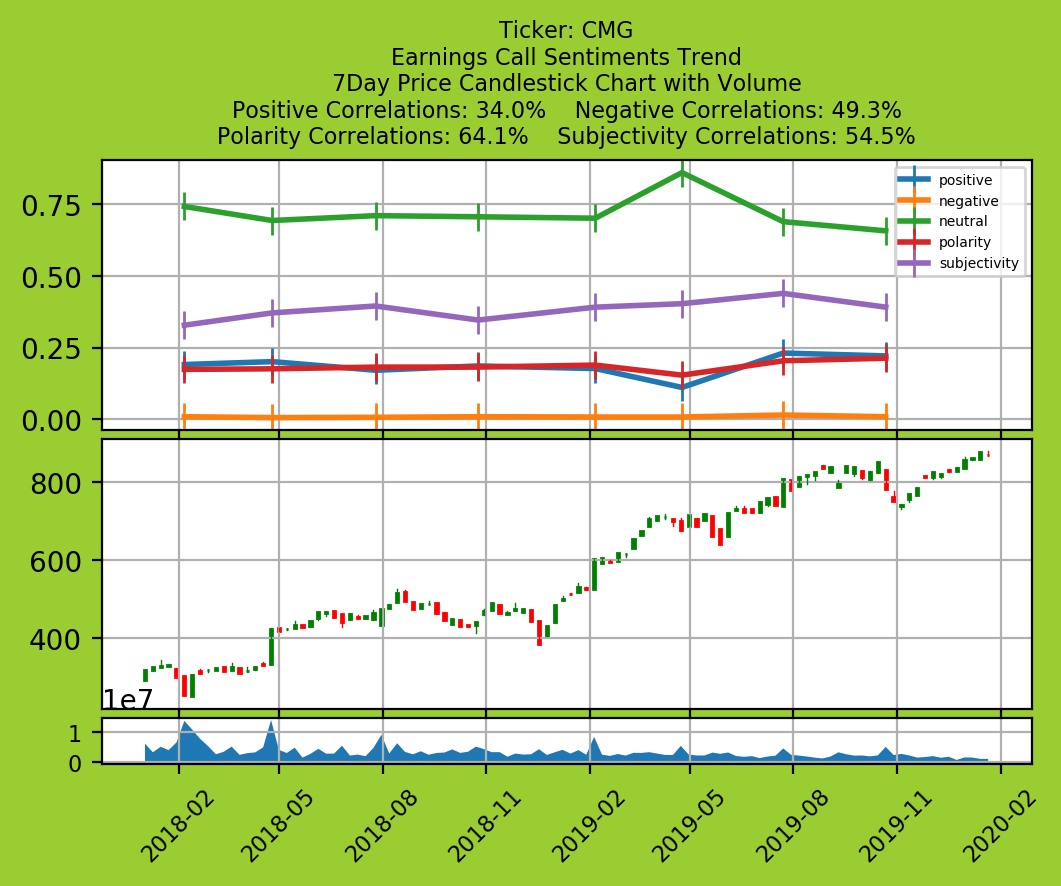 Ticker: CMG
Earnings Call Sentiments Trend
7Day Price Candlestick Chart with Volume
Positive Correlations: 34.0% Negative Correlations: 49.3%
Polarity Correlations: 64.1% Subjectivity Correlations: 54.5%
positive
negative
neutral
polarity
subjectivity
0.75
0.50
0.25
0.00
800
600
400
1e7
1
0
2018-02
2018-05
2018-08
2018-11
2019-02
2019-05
2019-08
2019-11
2020-02